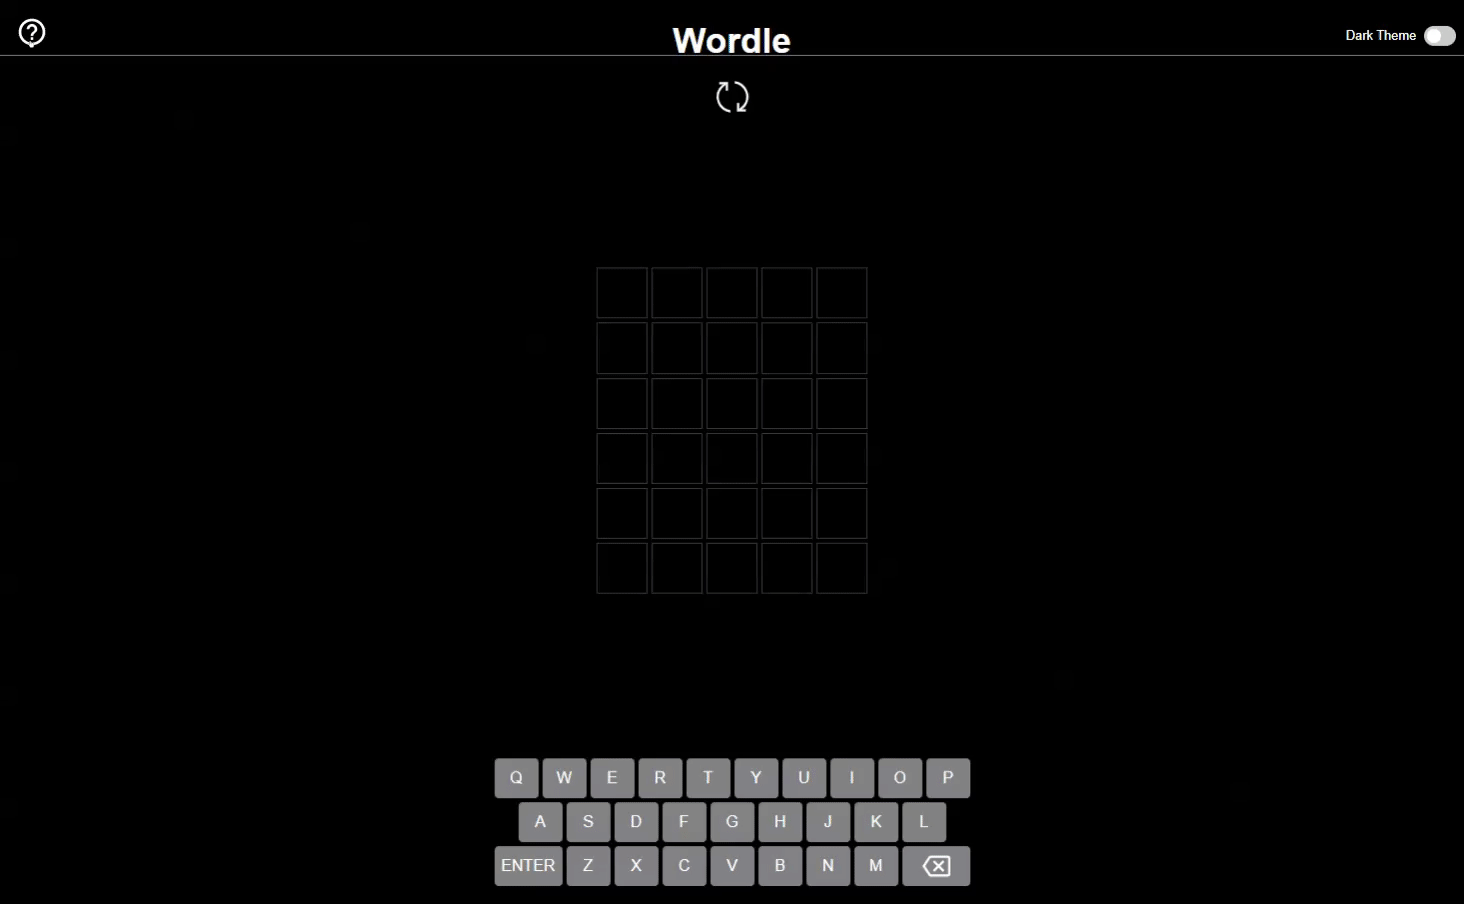 Wordle
Dark Theme
Q W E R T Y U I O P
A S D F G H J K L
ENTER Z X C V B N M